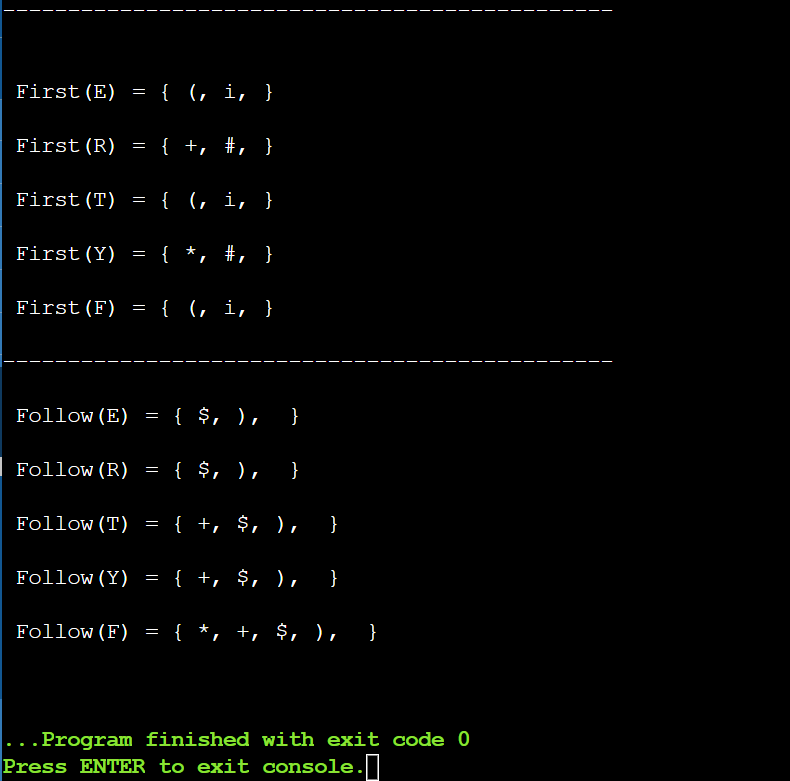 -----------------------------------------------
First(E) = { (, i, }
First(R) = { +, #, }
First(T) = { (, i, }
First(Y) = { *, #, }
First(F) = { (, i, }
-----------------------------------------------
Follow(E) = { $, ),  }
Follow(R) = { $, ),  }
Follow(T) = { +, $, ),  }
Follow(Y) = { +, $, ),  }
Follow(F) = { *, +, $, ),  }
...Program finished with exit code 0
Press ENTER to exit console.